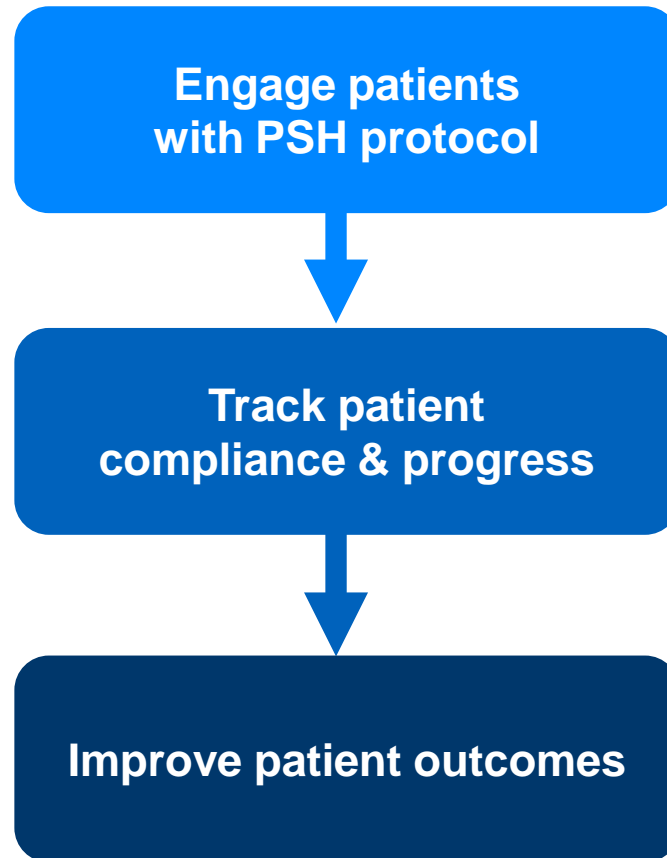 Engage patients
with PSH protocol
Track patient
compliance & progress
Improve patient outcomes